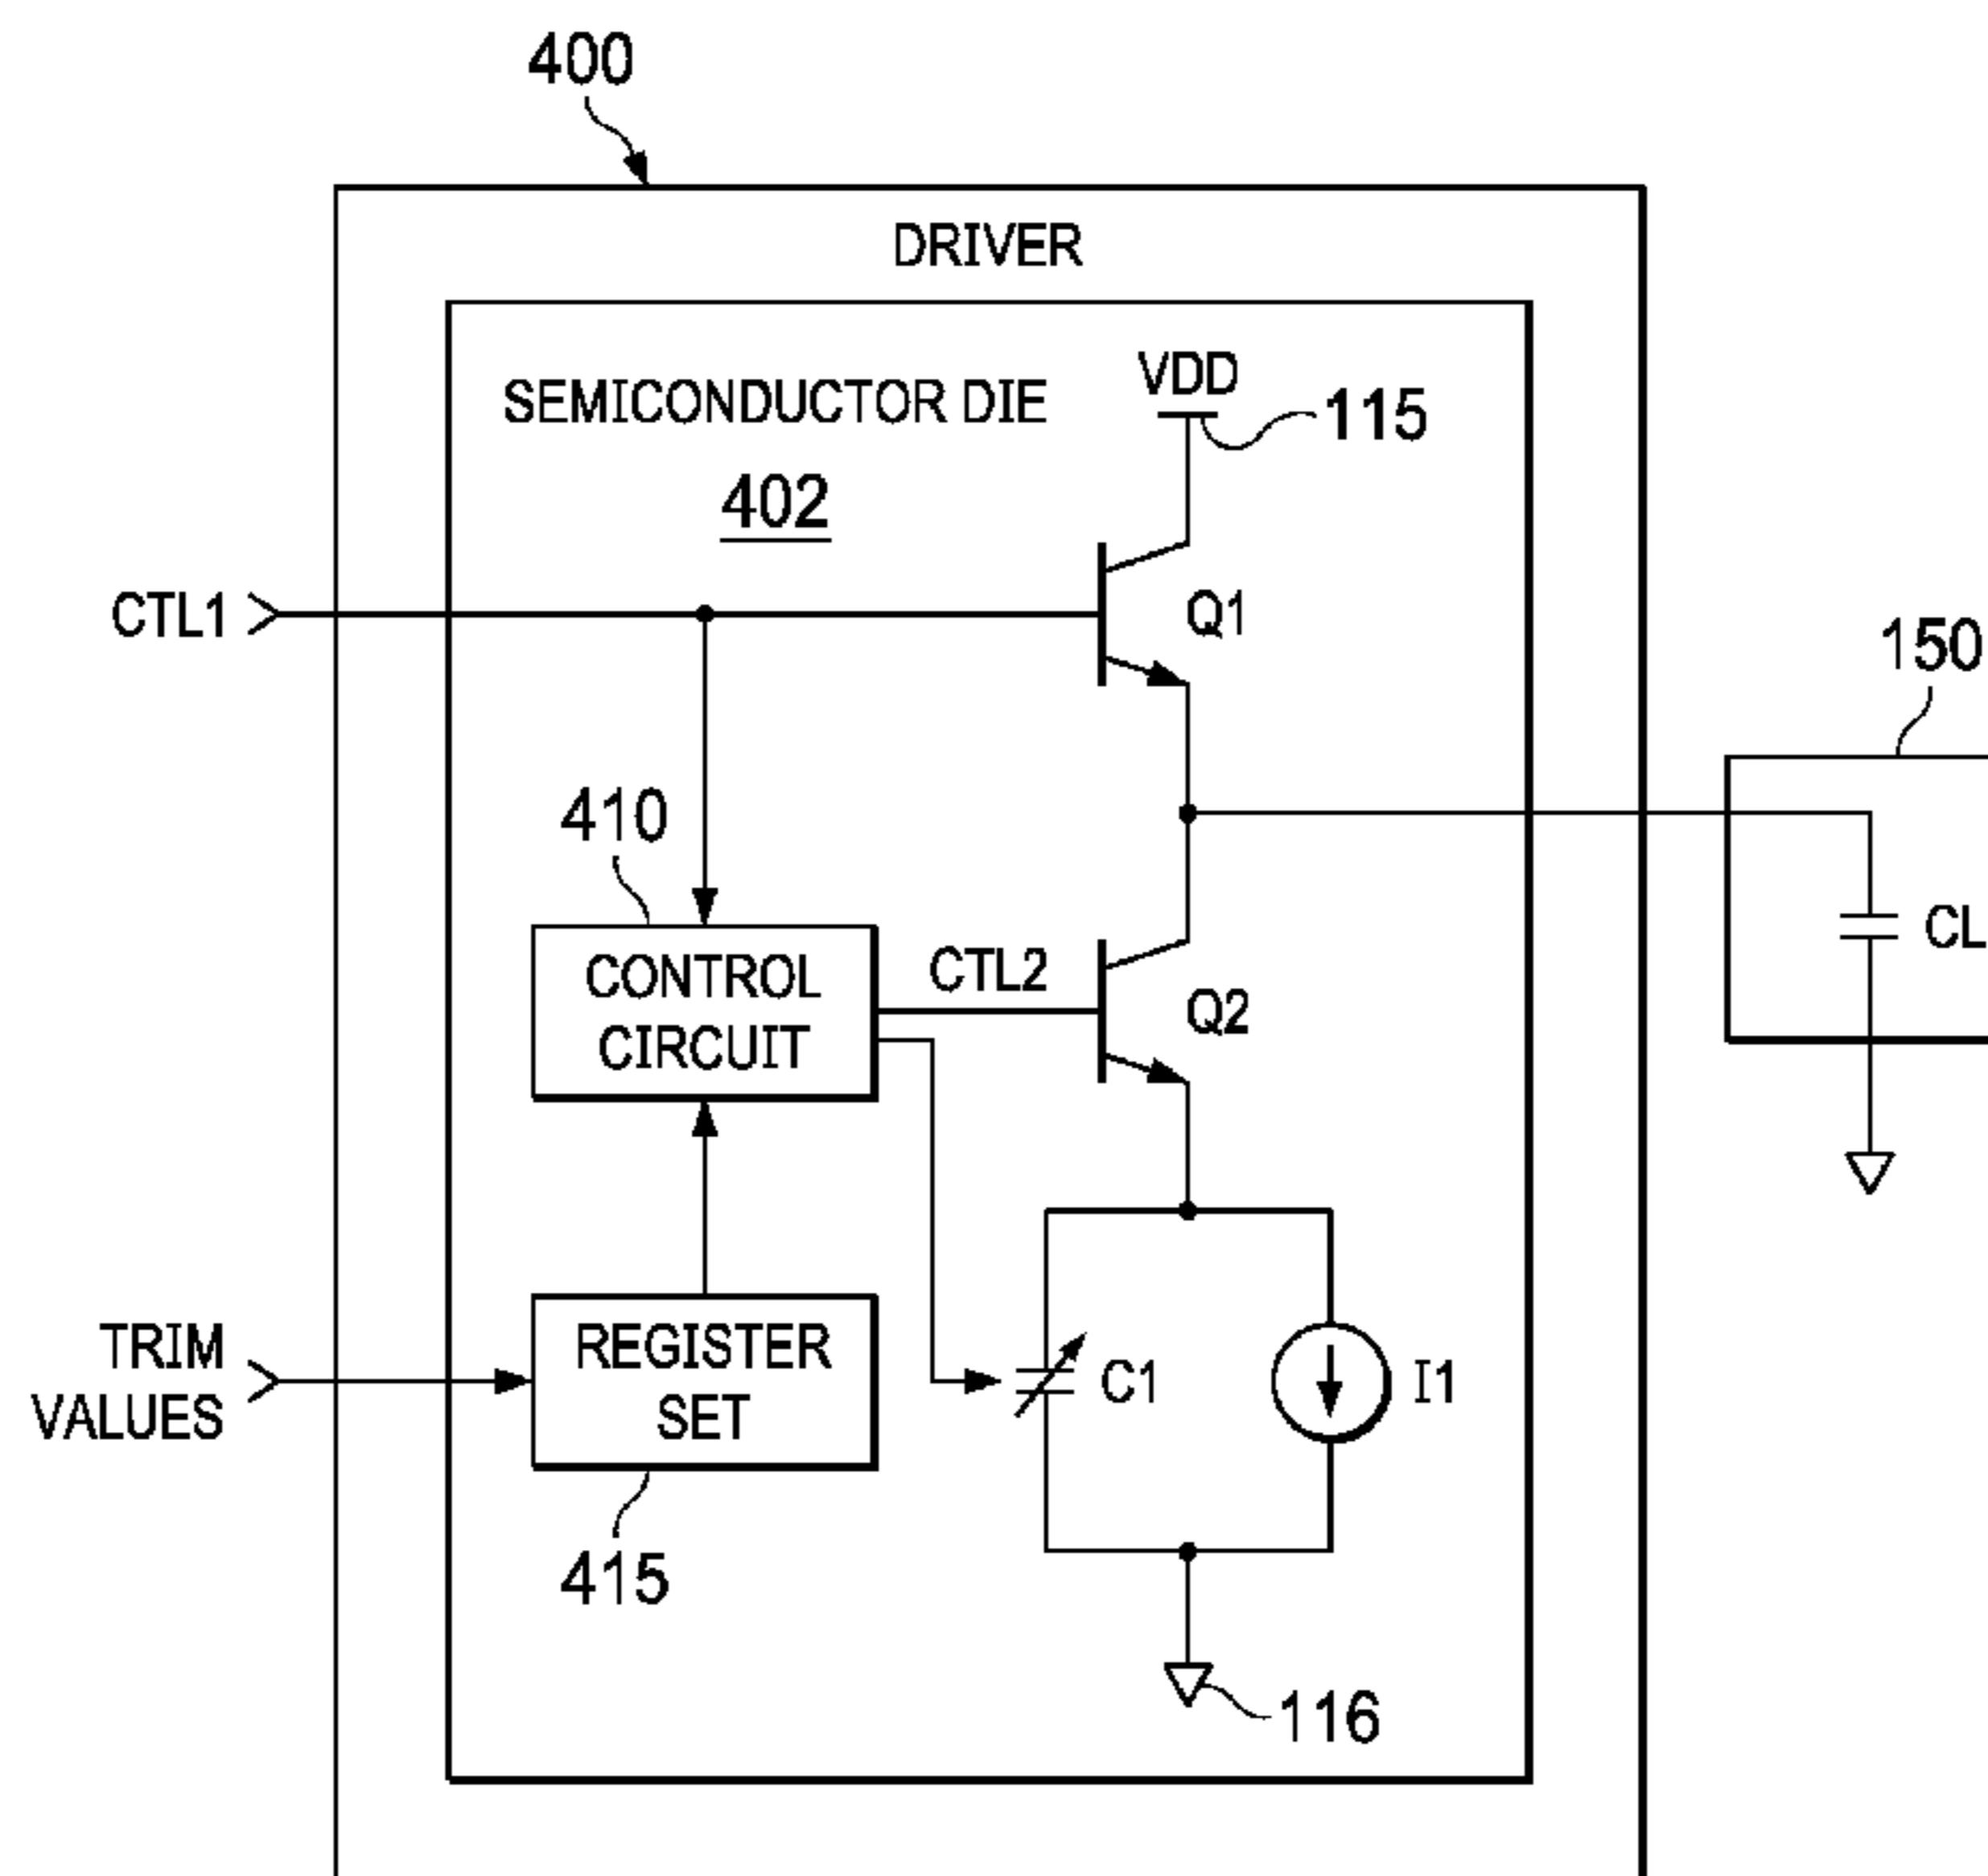 400
DRIVER
SEMICONDUCTOR DIE
402
VDD
115
CTL1
Q1
150
410
CONTROL
CIRCUIT
CTL2
Q2
CL
TRIM
VALUES
REGISTER
SET
C1
I1
415
116